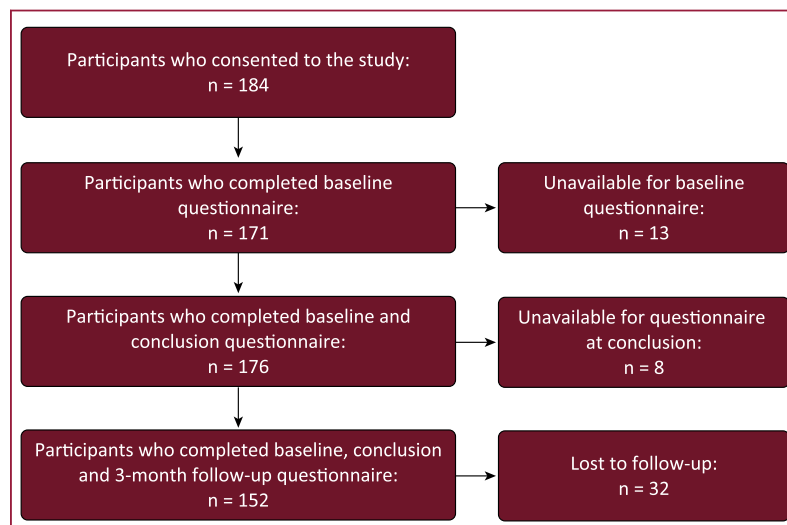 Participants who consented to the study:
n = 184
Participants who completed baseline
questionnaire:
n = 171
Unavailable for baseline
questionnaire:
n = 13
Participants who completed baseline and
conclusion questionnaire:
n = 176
Unavailable for questionnaire
at conclusion:
n = 8
Participants who completed baseline, conclusion
and 3-month follow-up questionnaire:
n = 152
Lost to follow-up:
n = 32